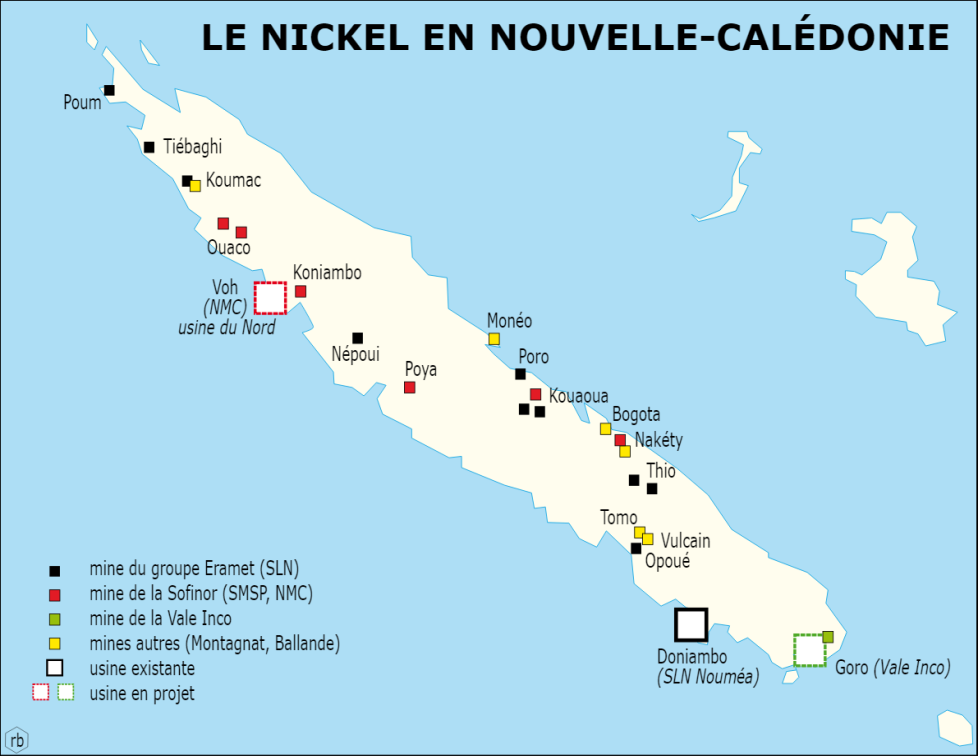 LE NICKEL EN NOUVELLE-CALÉDONIE
Poum
Tiébaghi
Koumac
Ouaco
Koniambo
Voh
(NMC)
usine du Nord
Monéo
Népoui
Poro
Poya
Kouaoua
Bogota
Nakéty
Thio
Tomo
Vulcain
Opoué
mine du groupe Eramet (SLN)
mine de la Sofinor (SMSP, NMC)
mine de la Vale Inco
mines autres (Montagnat, Ballande)
usine existante
usine en projet
Doniambo
(SLN Nouméa)
Goro (Vale Inco)
rb